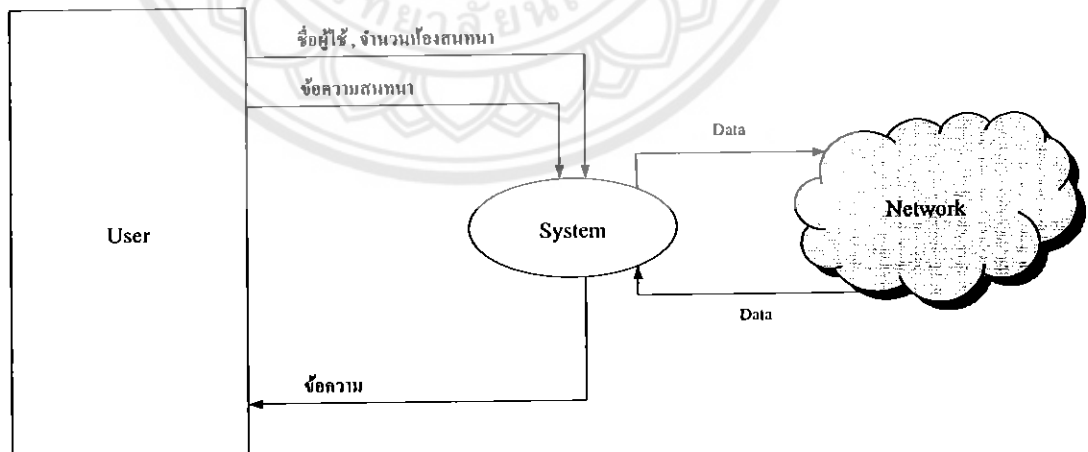 ชื่อผู้ใช้ , จำนวนห้องสนทนา
ข้อความสนทนา
Data
User
System
Network
Data
ข้อความ